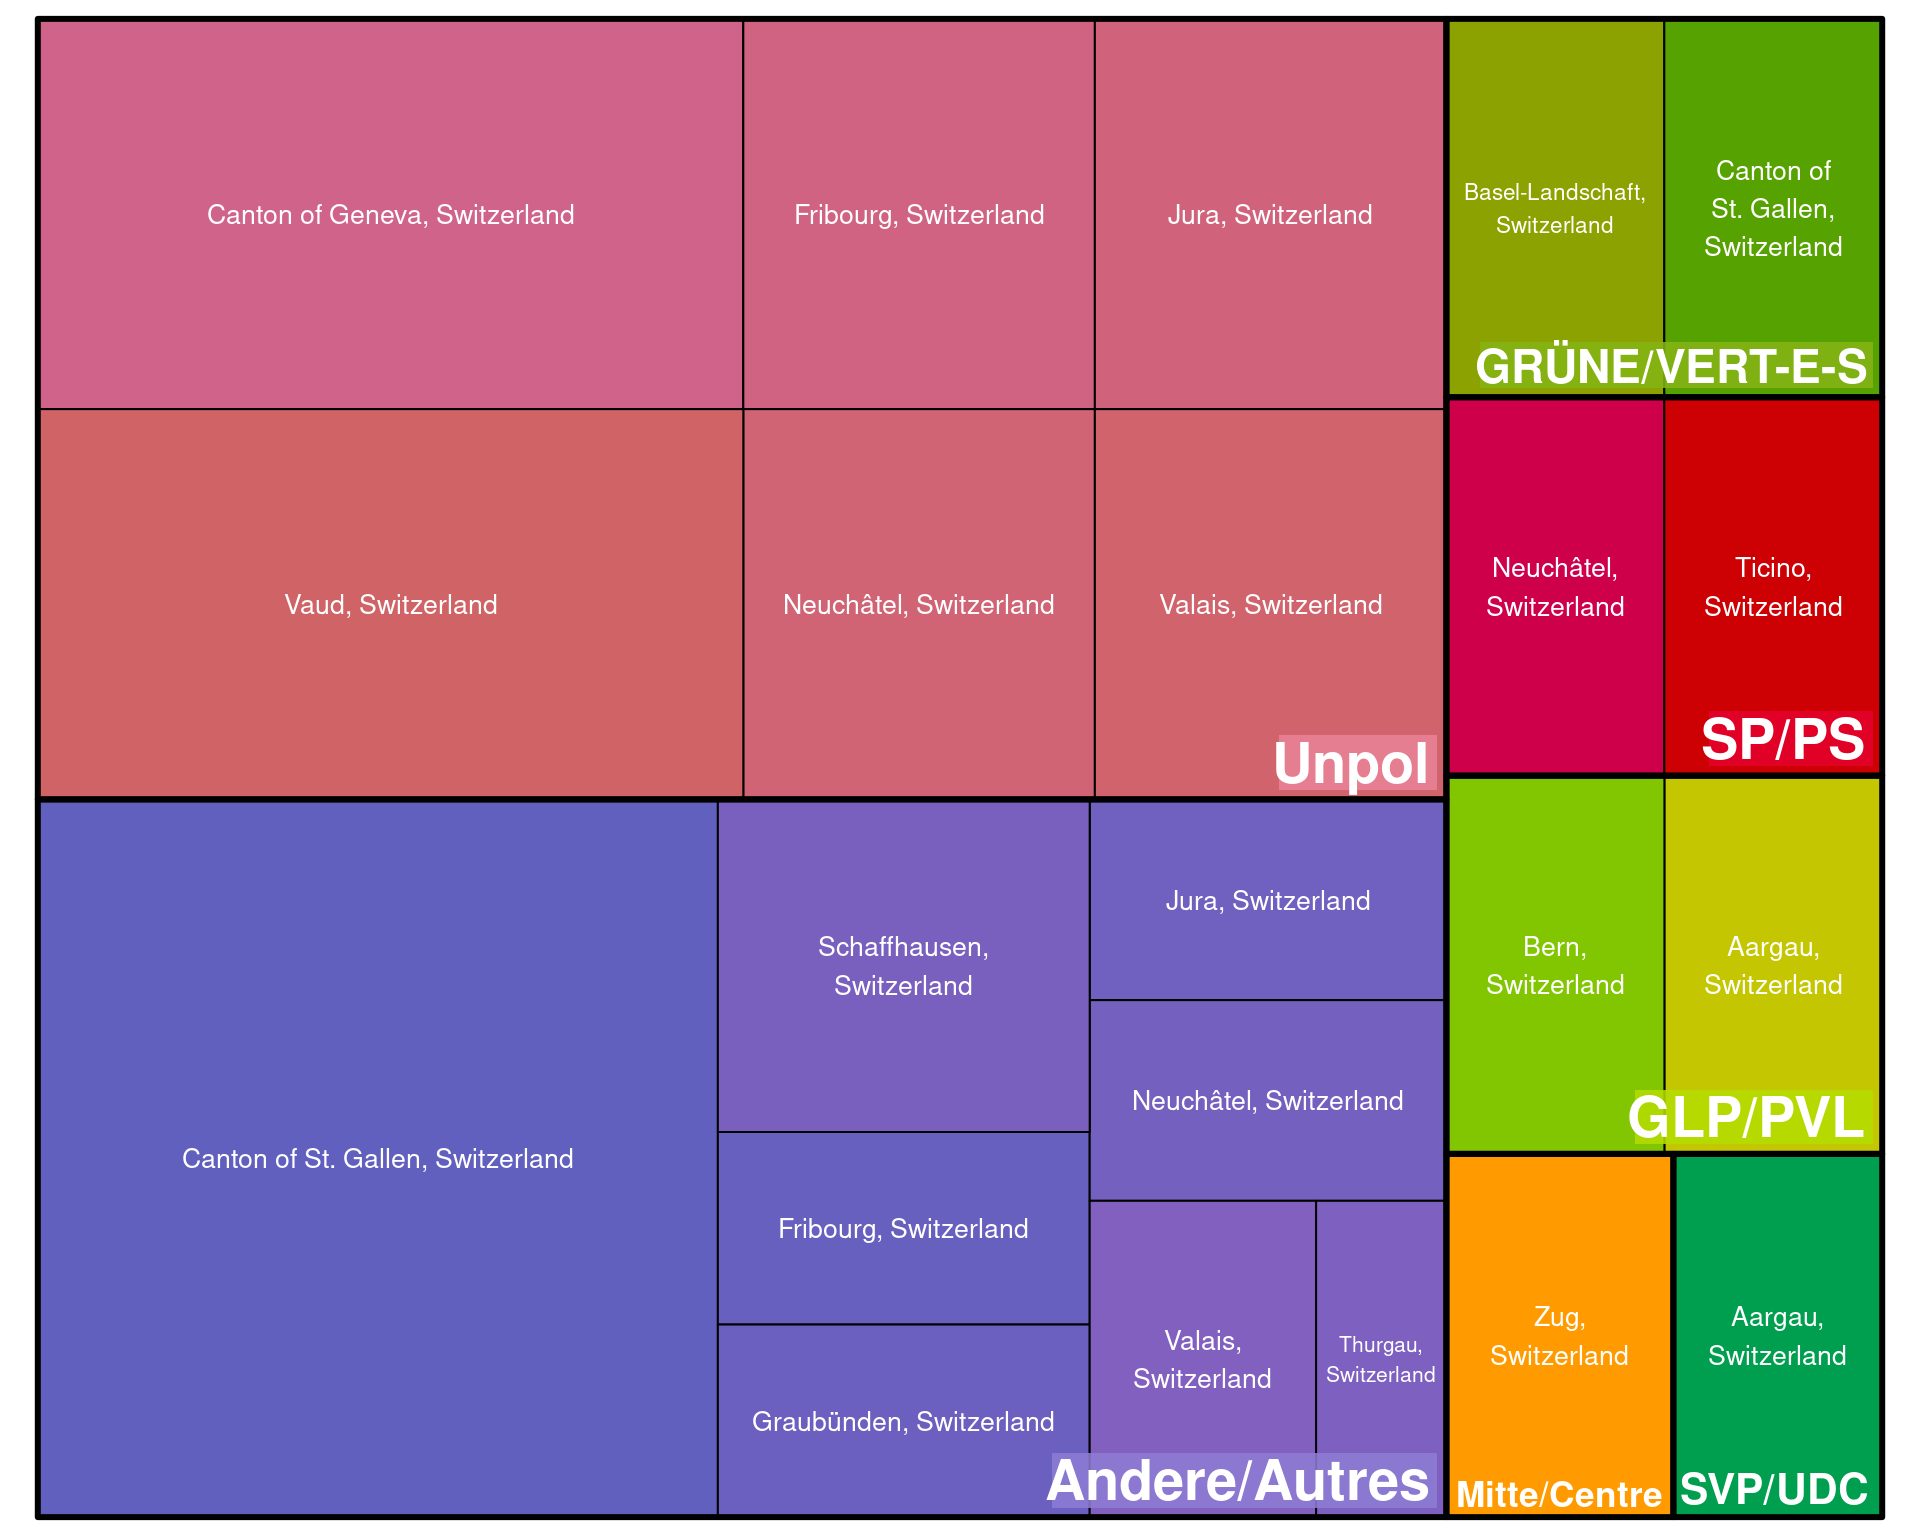 Canton of Geneva, Switzerland
Fribourg, Switzerland
Jura, Switzerland
Vaud, Switzerland
Neuchâtel, Switzerland
Valais, Switzerland
Unpol
Canton of St. Gallen, Switzerland
Schaffhausen,
Switzerland
Fribourg, Switzerland
Graubünden, Switzerland
Jura, Switzerland
Neuchâtel, Switzerland
Valais,
Switzerland
Thurgau,
Switzerland
Andere/Autres
Basel-Landschaft,
Switzerland
Canton of
St. Gallen,
Switzerland
GRÜNE/VERT-E-S
Neuchâtel,
Switzerland
Ticino,
Switzerland
SP/PS
Bern,
Switzerland
Aargau,
Switzerland
GLP/PVL
Zug,
Switzerland
Mitte/Centre
Aargau,
Switzerland
SVP/UDC